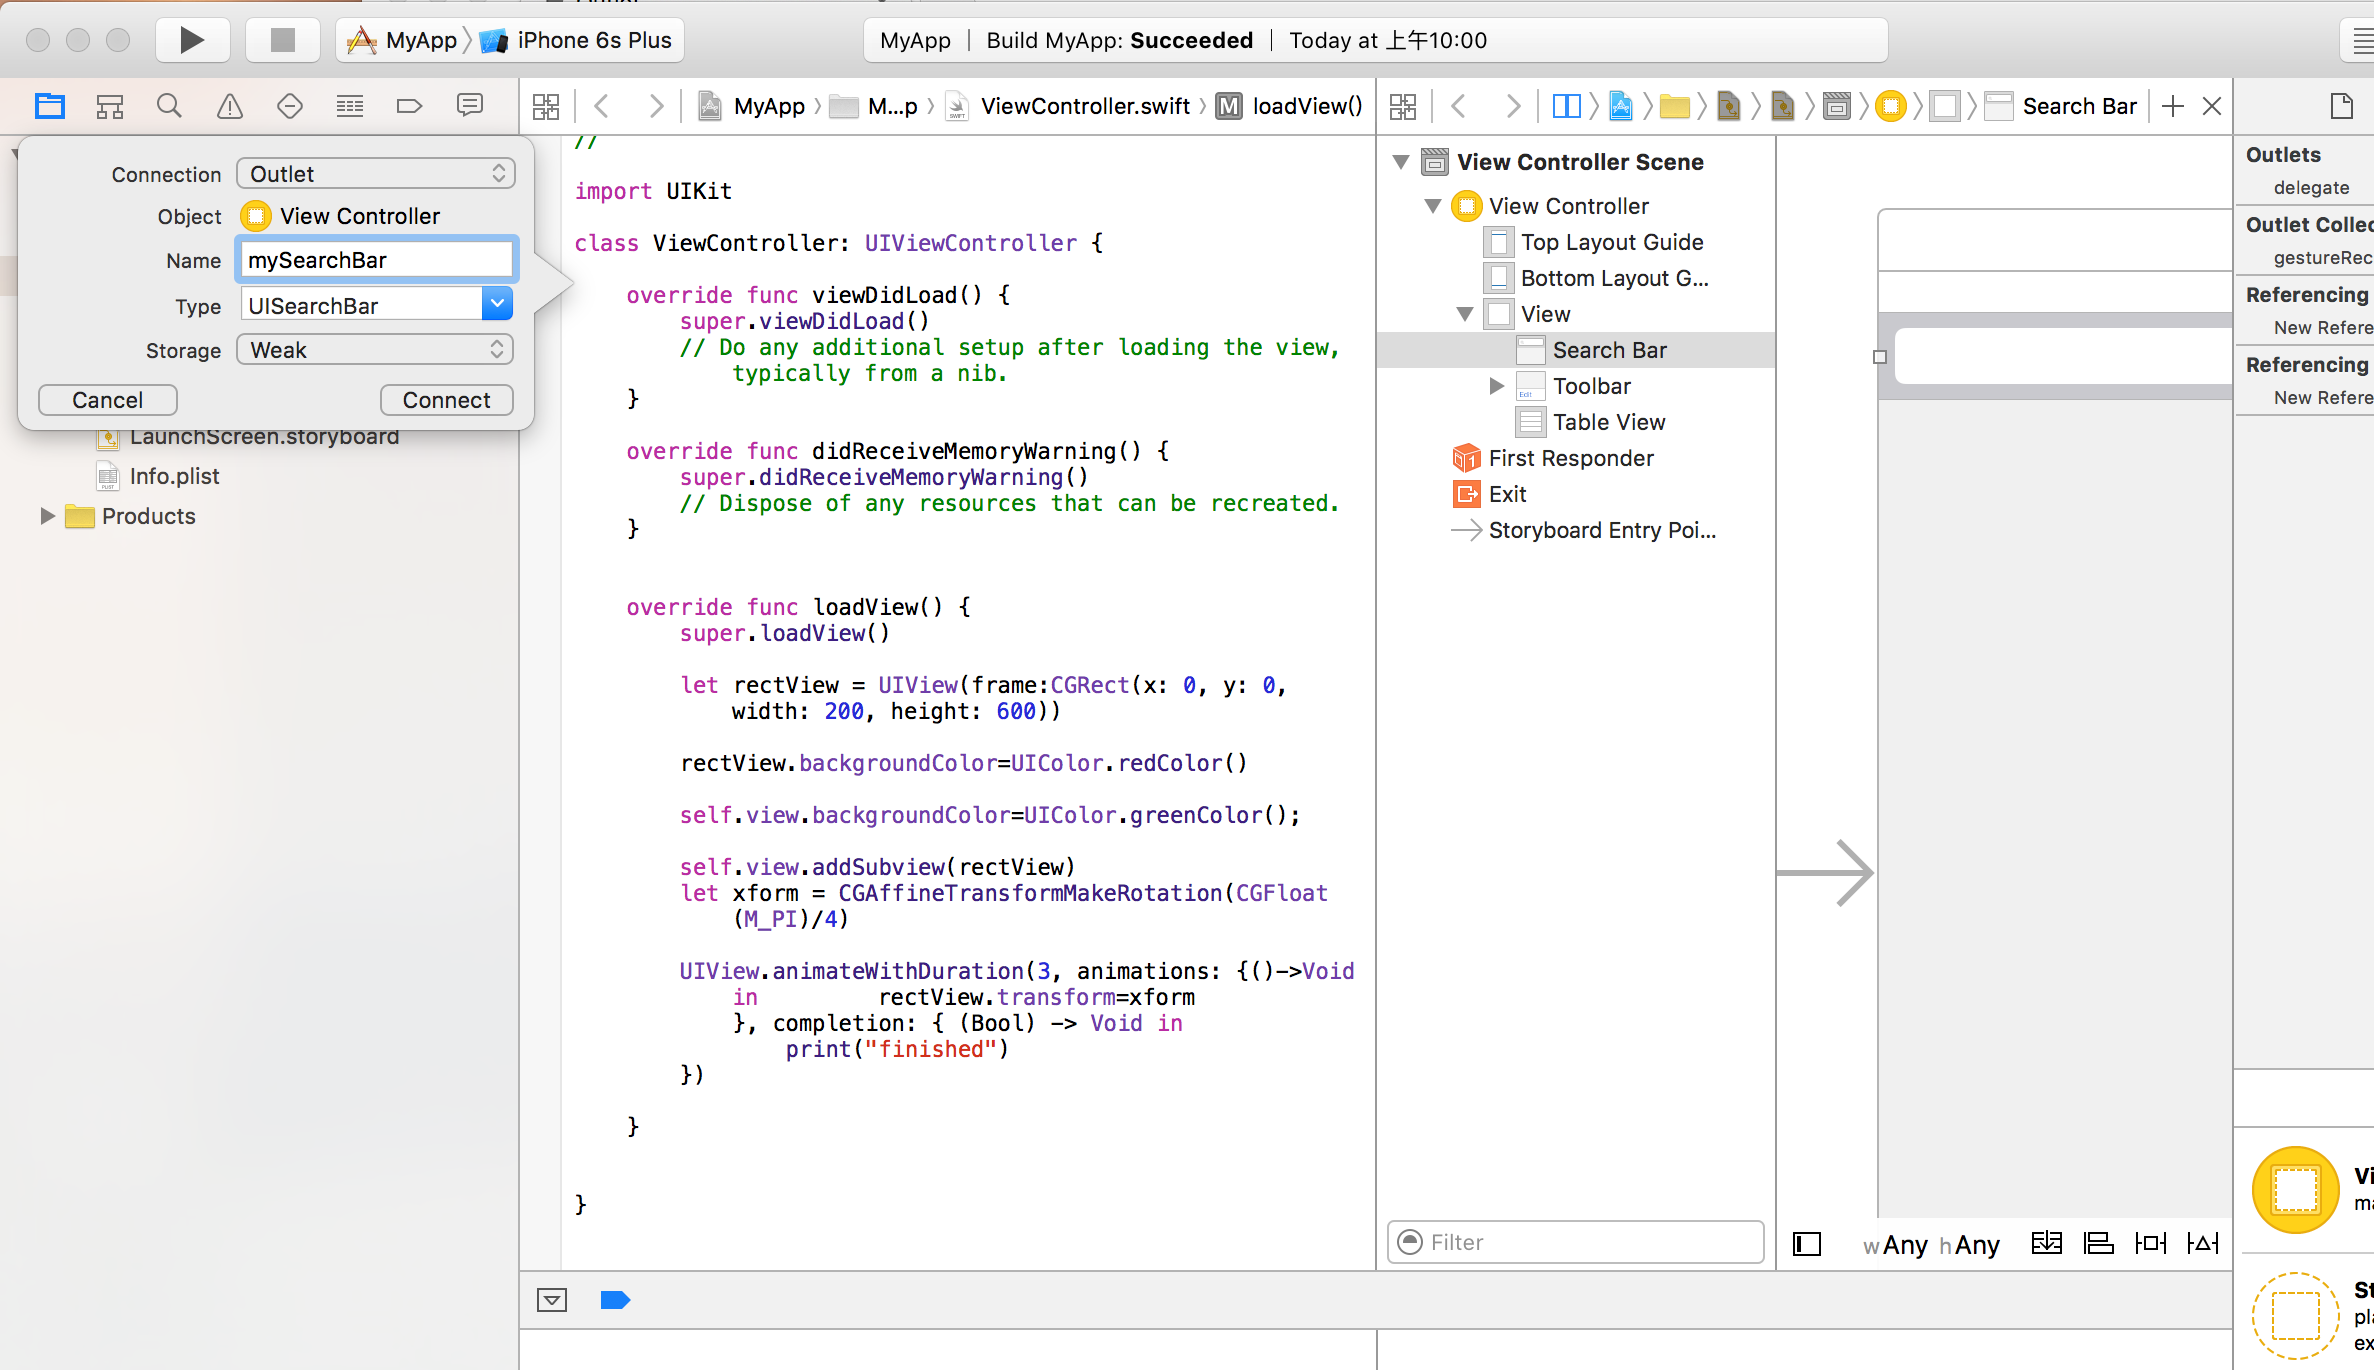 MyApp
iPhone 6s Plus
MyApp | Build MyApp: Succeeded | Today at 上午10:00
MyApp
M...p
ViewController.swift
M loadView()
Search Bar
Connection Outlet
Object View Controller
Name mySearchBar
Type UISearchBar
Storage Weak
Cancel Connect
LaunchScreen.storyboard
Info.plist
Products
//
import UIKit
class ViewController: UIViewController {
override func viewDidLoad() {
super.viewDidLoad()
// Do any additional setup after loading the view,
typically from a nib.
}
override func didReceiveMemoryWarning() {
super.didReceiveMemoryWarning()
// Dispose of any resources that can be recreated.
}
override func loadView() {
super.loadView()
let rectView = UIView(frame:CGRect(x: 0, y: 0,
width: 200, height: 600))
rectView.backgroundColor=UIColor.redColor()
self.view.backgroundColor=UIColor.greenColor();
self.view.addSubview(rectView)
let xform = CGAffineTransformMakeRotation(CGFloat
(M_PI)/4)
UIView.animateWithDuration(3, animations: {()->Void
in rectView.transform=xform
}, completion: { (Bool) -> Void in
print("finished")
})
}
}
View Controller Scene
View Controller
Top Layout Guide
Bottom Layout G...
View
Search Bar
Toolbar
Table View
First Responder
Exit
Storyboard Entry Poi...
Filter
wAny hAny
Outlets
delegate
Outlet Collec
gestureRec
Referencing
New Refere
Referencing
New Refere
Vi
ma
St
pla
ex